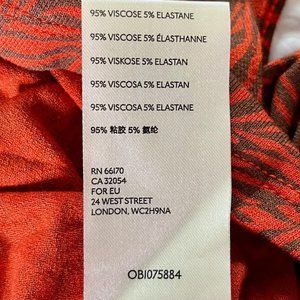 95% VISCOSE 5% ELASTANE
95% VISCOSE 5% ÉLASTHANNE
95% VISKOSE 5% ELASTAN
95% VISCOSA 5% ELASTAN
95% VISCOSA 5% ELASTANE
95% 粘胶 5% 氨纶
RN 66170
CA 32054
FOR EU
24 WEST STREET
LONDON, WC2H9NA
OBI075884